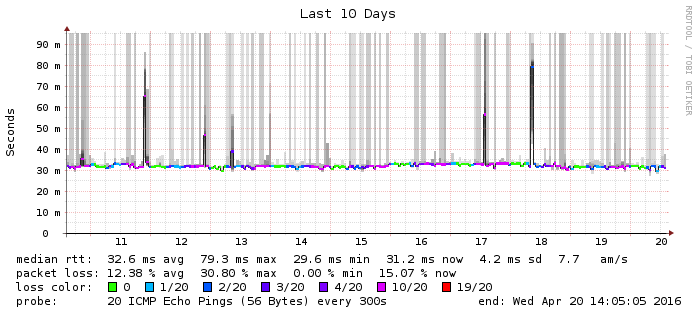 Last 10 Days
RRDTOOL / TOBI OETIKER
Seconds
90 m
80 m
70 m
60 m
50 m
40 m
30 m
20 m
10 m
0
11 12 13 14 15 16 17 18 19 20
median rtt: 32.6 ms avg 79.3 ms max 29.6 ms min 31.2 ms now 4.2 ms sd 7.7 am/s
packet loss: 12.38 % avg 30.80 % max 0.00 % min 15.07 % now
loss color: 0 1/20 2/20 3/20 4/20 10/20 19/20
probe: 20 ICMP Echo Pings (56 Bytes) every 300s end: Wed Apr 20 14:05:05 2016